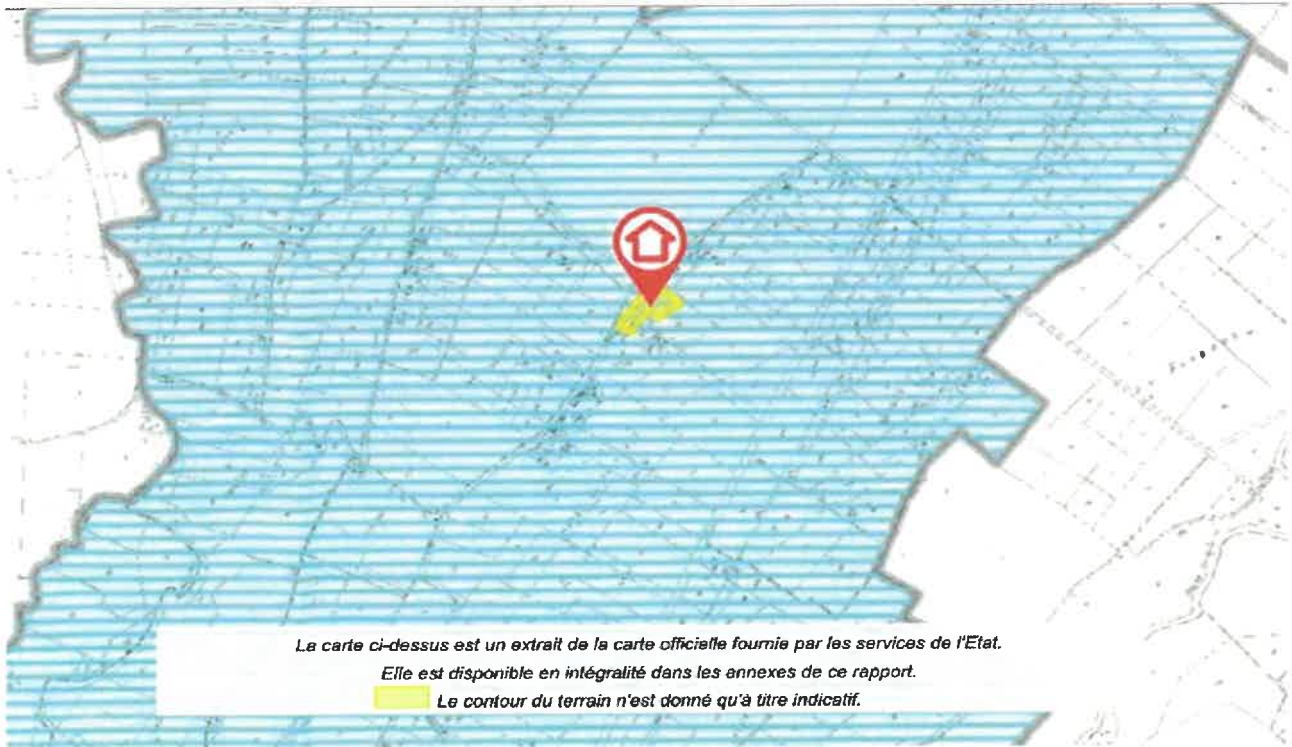 La carte ci-dessus est un extrait de la carte officielle fournie par les services de l'Etat.
Elle est disponible en intégralité dans les annexes de ce rapport.
Le contour du terrain n'est donné qu'à titre indicatif.